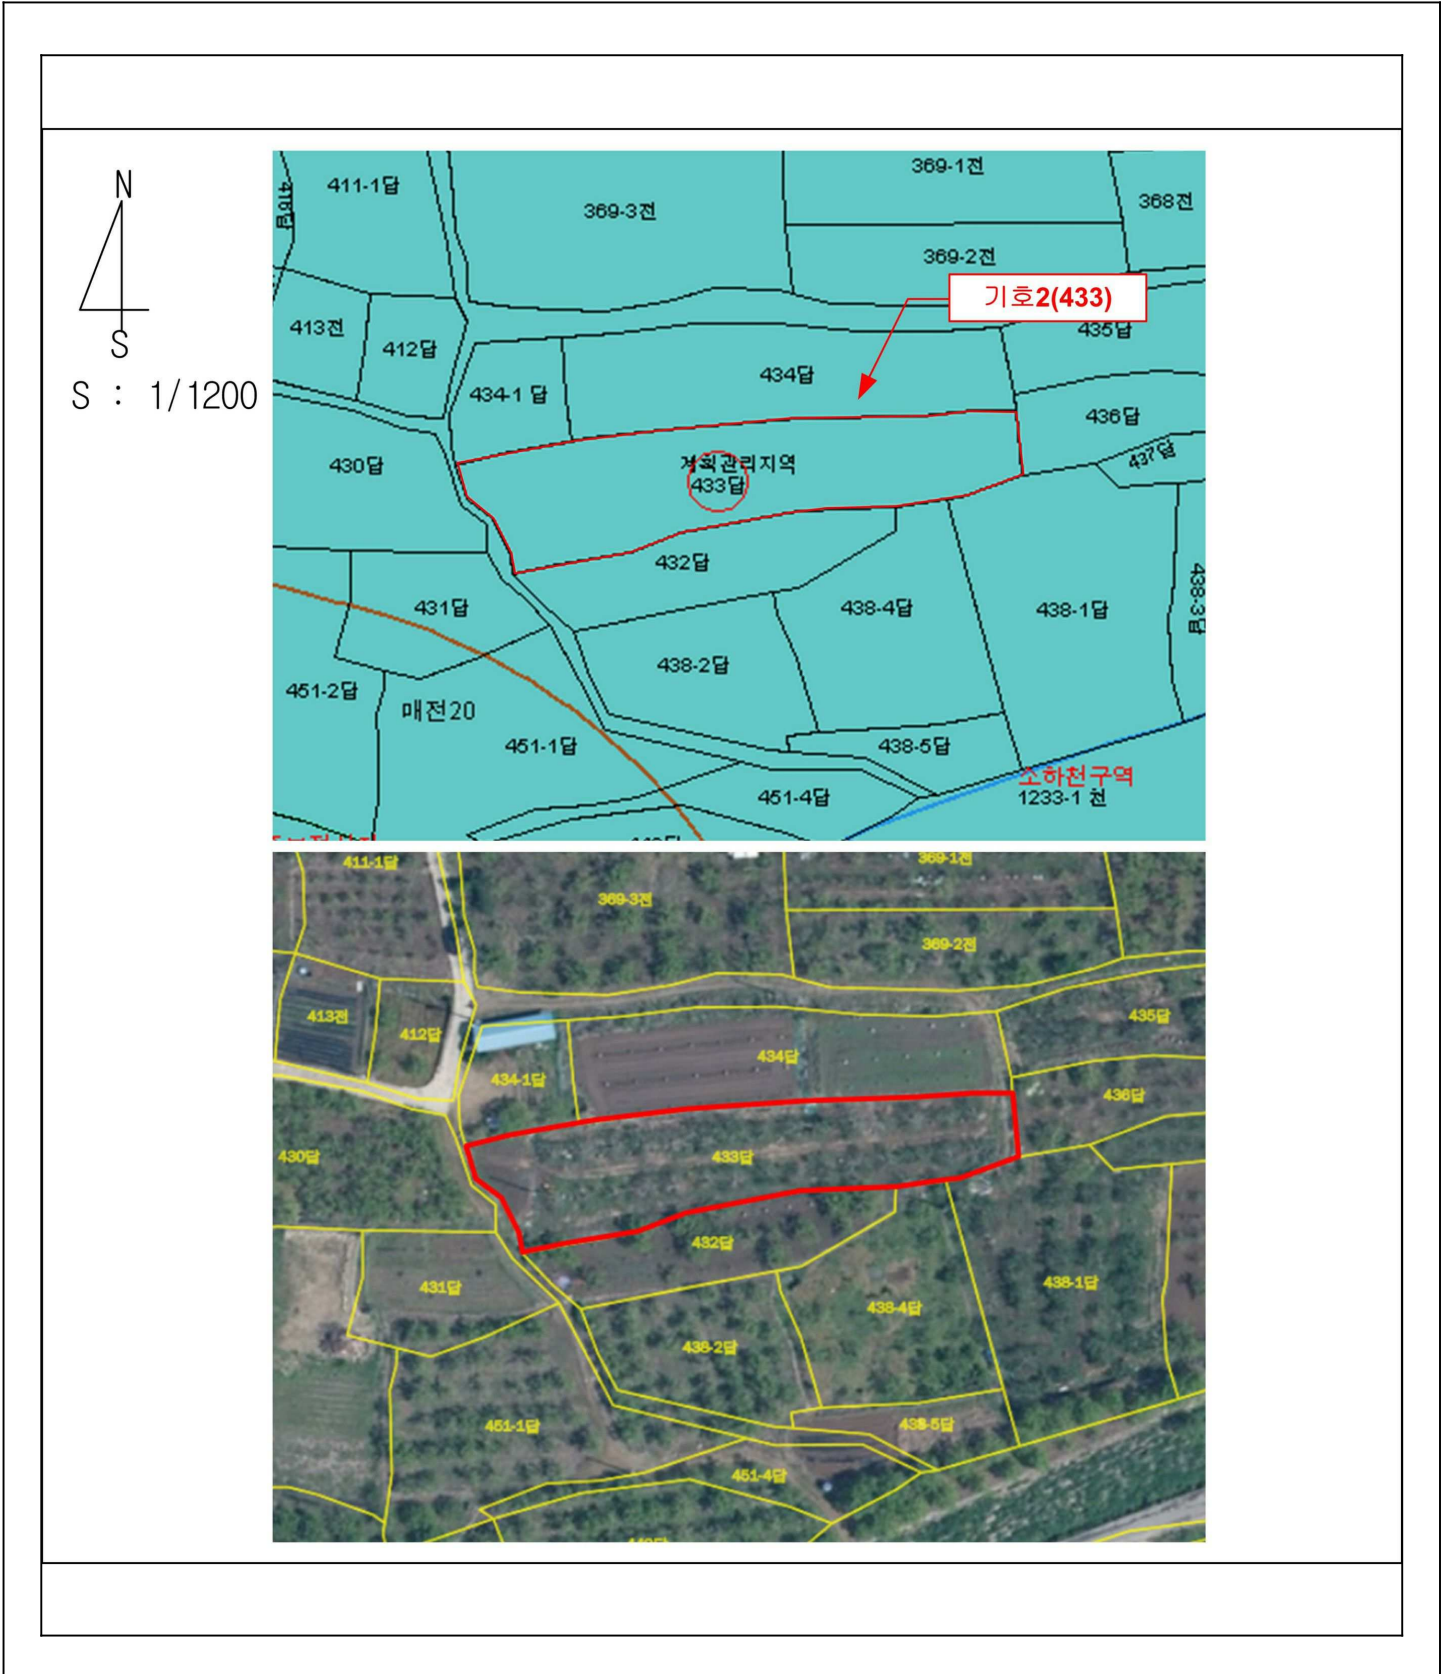 N
S
S : 1/1200
411-1답
369-3전
369-1전
368전
369-2전
기호2(433)
413전
412답
434-1 답
434답
435답
436답
437답
430답
계획관리지역
433답
432답
431답
438-4답
438-1답
438-3답
438-2답
451-2답
매전20
451-1답
438-5답
소하천구역
451-4답
1233-1 천
411-1답
369-3전
369-1전
369-2전
413전
412답
434-1답
434답
435답
436답
430답
433답
432답
431답
438-4답
438-1답
438-2답
451-1답
438-5답
451-4답